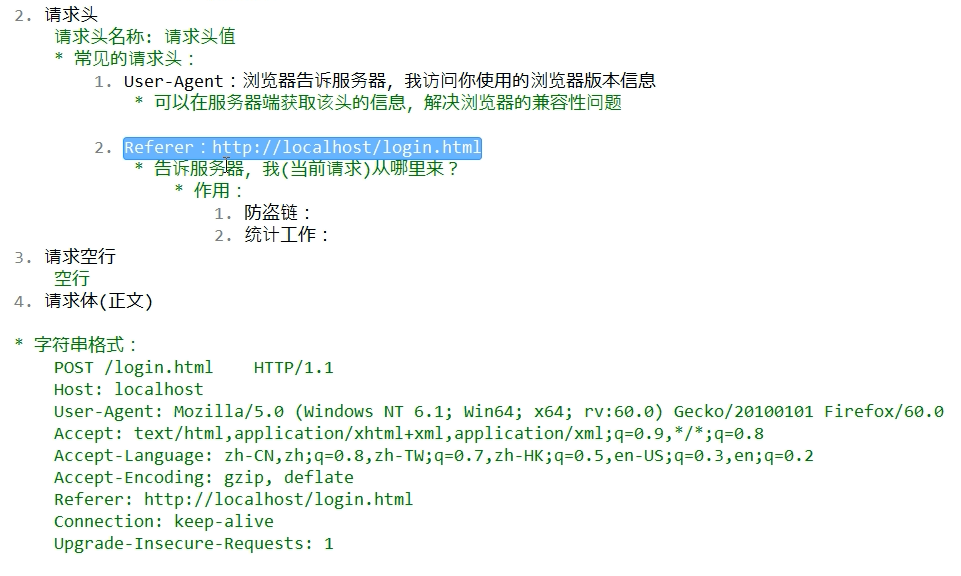 2. 请求头
请求头名称: 请求头值
* 常见的请求头：
1. User-Agent：浏览器告诉服务器，我访问你使用的浏览器版本信息
* 可以在服务器端获取该头的信息，解决浏览器的兼容性问题
2. Referer：http://localhost/login.html
* 告诉服务器，我(当前请求)从哪里来？
* 作用：
1. 防盗链：
2. 统计工作：
3. 请求空行
空行
4. 请求体(正文)
* 字符串格式：
POST /login.html    HTTP/1.1
Host: localhost
User-Agent: Mozilla/5.0 (Windows NT 6.1; Win64; x64; rv:60.0) Gecko/20100101 Firefox/60.0
Accept: text/html,application/xhtml+xml,application/xml;q=0.9,*/*;q=0.8
Accept-Language: zh-CN,zh;q=0.8,zh-TW;q=0.7,zh-HK;q=0.5,en-US;q=0.3,en;q=0.2
Accept-Encoding: gzip, deflate
Referer: http://localhost/login.html
Connection: keep-alive
Upgrade-Insecure-Requests: 1